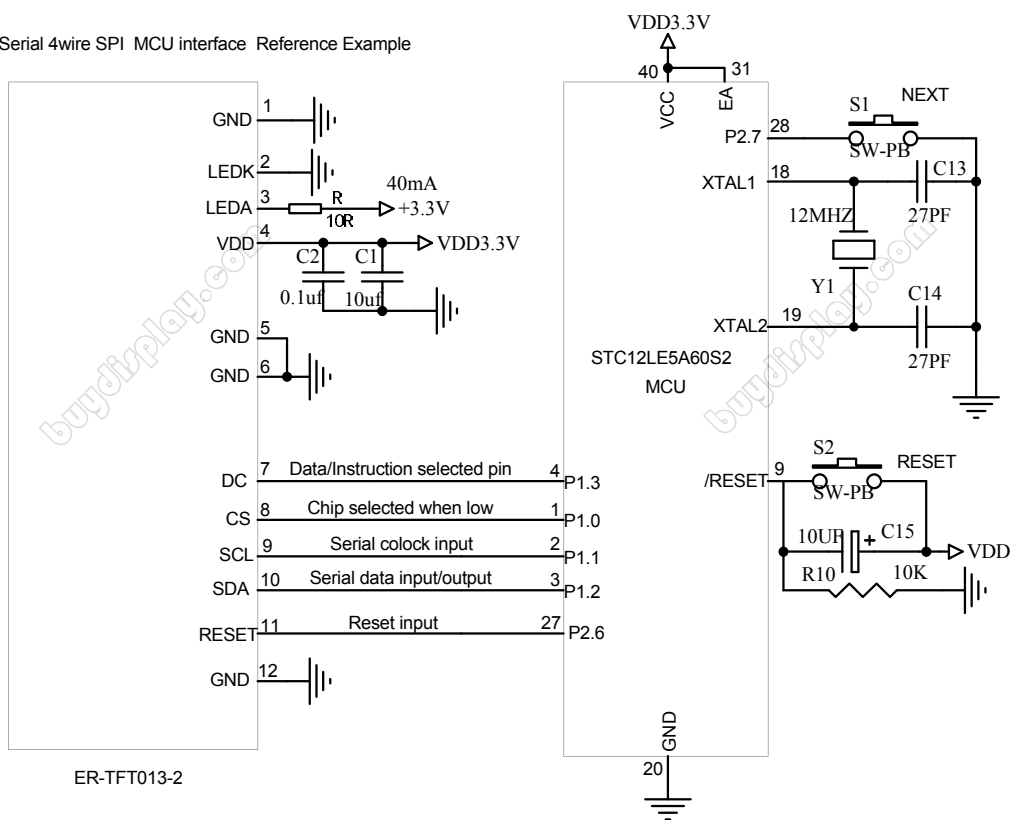 Serial 4wire SPI MCU interface Reference Example
VDD3.3V
40
31
VCC
EA
GND
1
LEDK
2
LEDA
3
R
10R
40mA
+3.3V
VDD
4
VDD3.3V
C2
C1
0.1uf
10uf
GND
5
GND
6
DC
7
Data/Instruction selected pin
4
P1.3
CS
8
Chip selected when low
1
P1.0
SCL
9
Serial colock input
2
P1.1
SDA
10
Serial data input/output
3
P1.2
RESET
11
Reset input
27
P2.6
GND
12
ER-TFT013-2
STC12LE5A60S2
MCU
P2.7
28
S1
NEXT
SW-PB
XTAL1
18
C13
27PF
12MHZ
Y1
XTAL2
19
C14
27PF
/RESET
9
S2
RESET
SW-PB
10UF
+
C15
VDD
R10
10K
GND
20
buydisplay.com
buydisplay.com